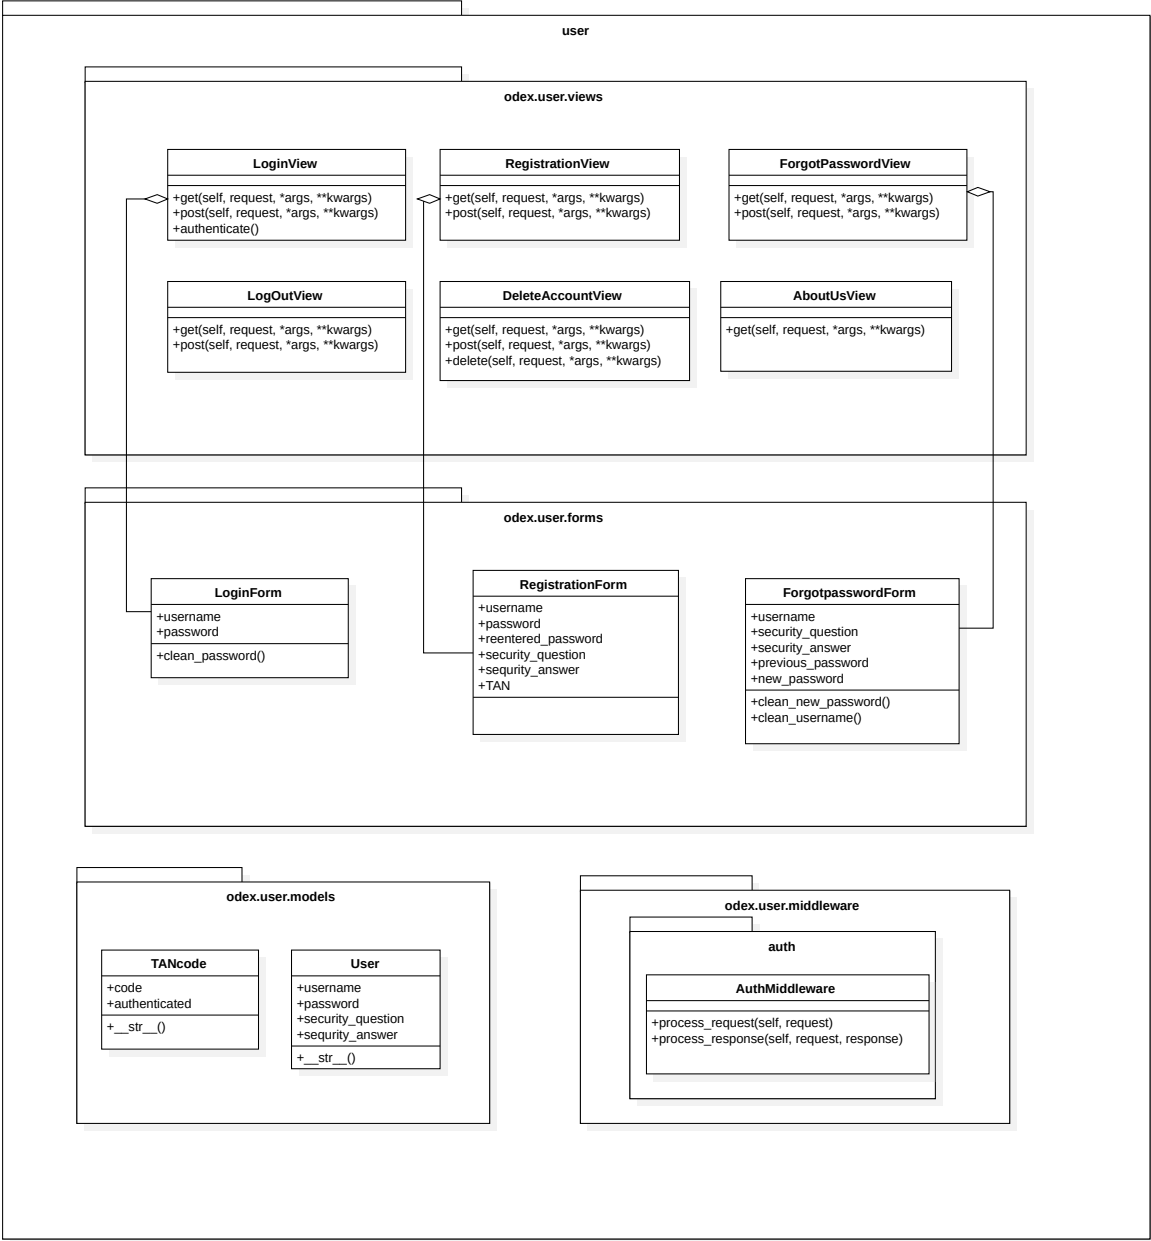 user
odex.user.views
LoginView
+get(self, request, *args, **kwargs)
+post(self, request, *args, **kwargs)
+authenticate()
RegistrationView
+get(self, request, *args, **kwargs)
+post(self, request, *args, **kwargs)
ForgotPasswordView
+get(self, request, *args, **kwargs)
+post(self, request, *args, **kwargs)
LogOutView
+get(self, request, *args, **kwargs)
+post(self, request, *args, **kwargs)
DeleteAccountView
+get(self, request, *args, **kwargs)
+post(self, request, *args, **kwargs)
+delete(self, request, *args, **kwargs)
AboutUsView
+get(self, request, *args, **kwargs)
odex.user.forms
LoginForm
+username
+password
+clean_password()
RegistrationForm
+username
+password
+reentered_password
+security_question
+sequrity_answer
+TAN
ForgotpasswordForm
+username
+security_question
+security_answer
+previous_password
+new_password
+clean_new_password()
+clean_username()
odex.user.models
TANcode
+code
+authenticated
+__str__()
User
+username
+password
+security_question
+sequrity_answer
+__str__()
odex.user.middleware
auth
AuthMiddleware
+process_request(self, request)
+process_response(self, request, response)